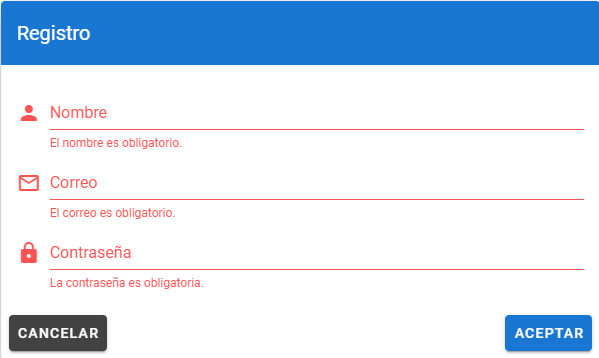 Registro
Nombre
El nombre es obligatorio.
Correo
El correo es obligatorio.
Contraseña
La contraseña es obligatoria.
CANCELAR
ACEPTAR